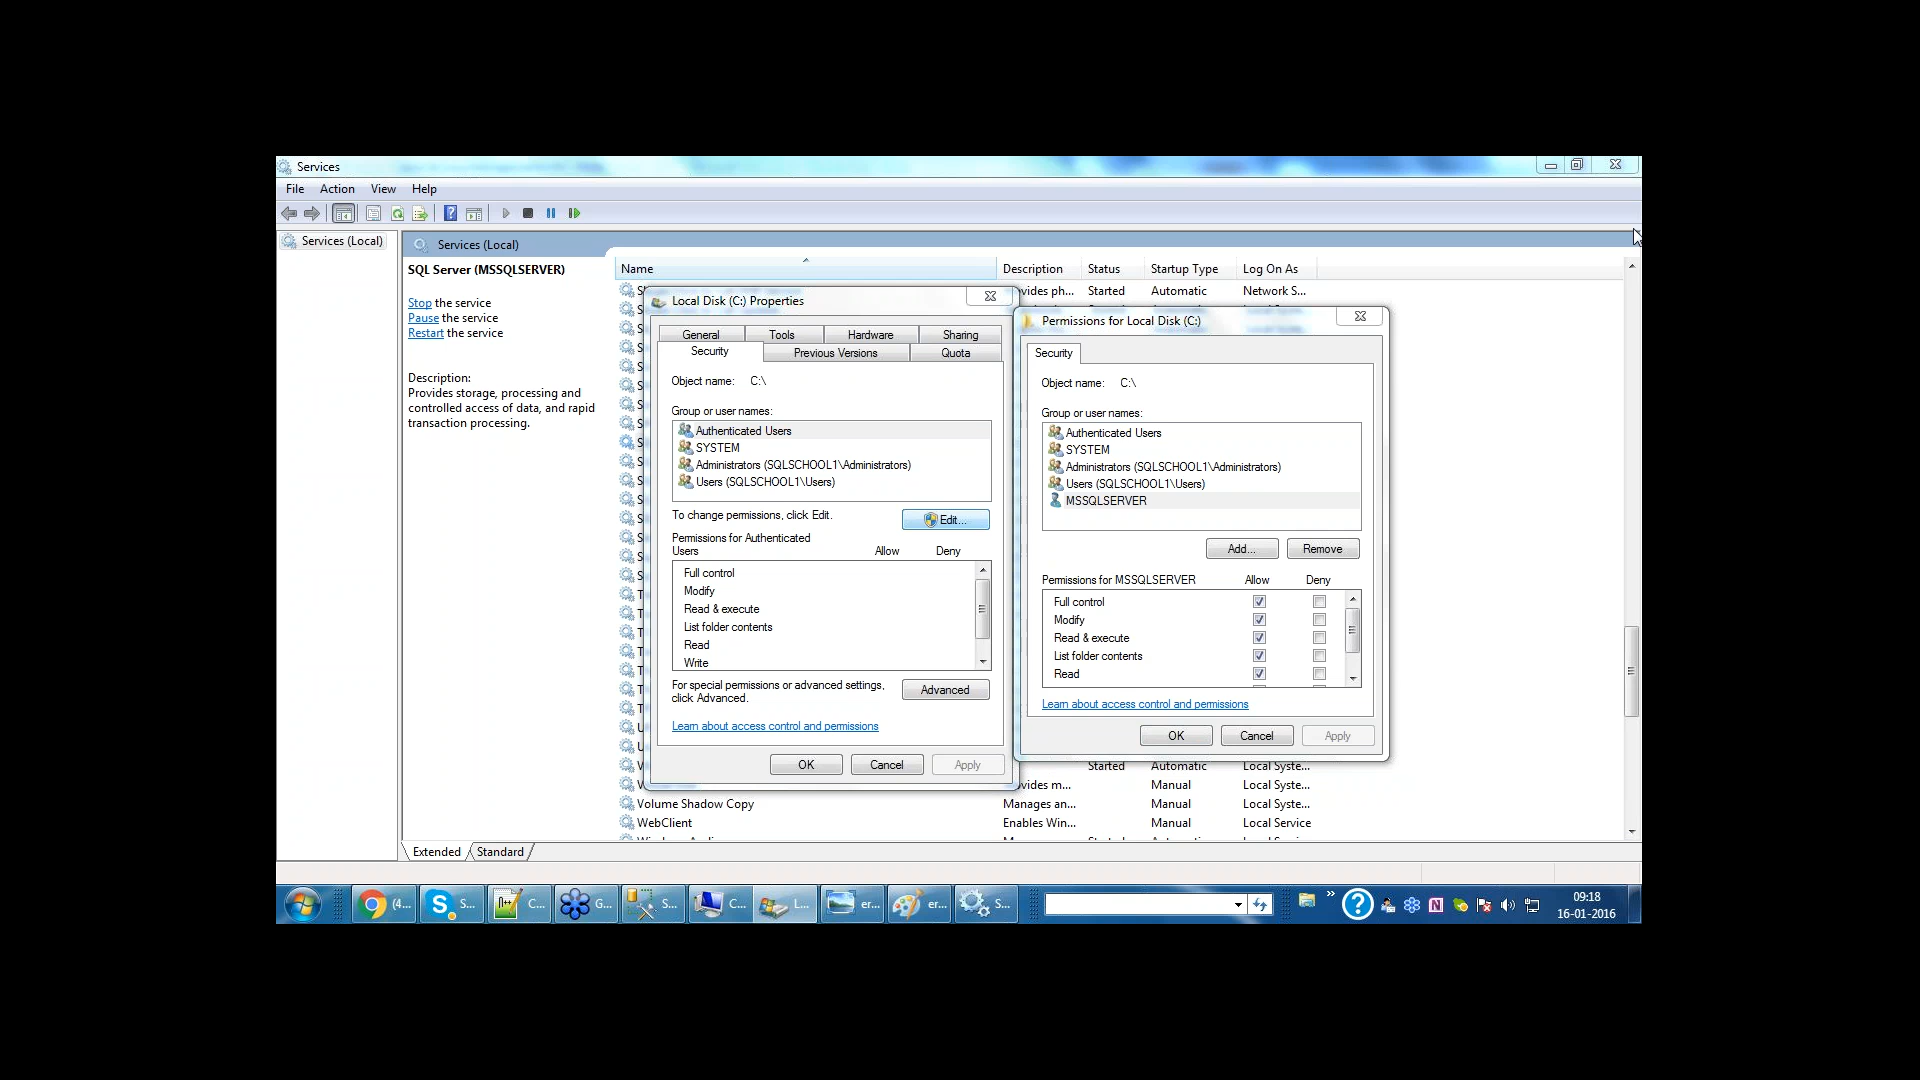 Services
File Action View Help
Services (Local)
Services (Local)
SQL Server (MSSQLSERVER)
Stop the service
Pause the service
Restart the service
Description:
Provides storage, processing and
controlled access of data, and rapid
transaction processing.
Name Description Status Startup Type Log On As
vides ph... Started Automatic Network S...
Local Disk (C:) Properties
General Tools Hardware Sharing
Security Previous Versions Quota
Object name: C:\
Group or user names:
Authenticated Users
SYSTEM
Administrators (SQLSCHOOL1\Administrators)
Users (SQLSCHOOL1\Users)
To change permissions, click Edit.
Edit...
Permissions for Authenticated
Users Allow Deny
Full control
Modify
Read & execute
List folder contents
Read
Write
For special permissions or advanced settings,
click Advanced.
Advanced
Learn about access control and permissions
OK Cancel Apply
Permissions for Local Disk (C:)
Security
Object name: C:\
Group or user names:
Authenticated Users
SYSTEM
Administrators (SQLSCHOOL1\Administrators)
Users (SQLSCHOOL1\Users)
MSSQLSERVER
Add... Remove
Permissions for MSSQLSERVER Allow Deny
Full control
Modify
Read & execute
List folder contents
Read
Learn about access control and permissions
OK Cancel Apply
Started Automatic Local Syste...
vides m... Manual Local Syste...
Volume Shadow Copy Manages an... Manual Local Syste...
WebClient Enables Win... Manual Local Service
Extended Standard
(4... S... C... G... S... C... L... er... er... S...
09:18
16-01-2016